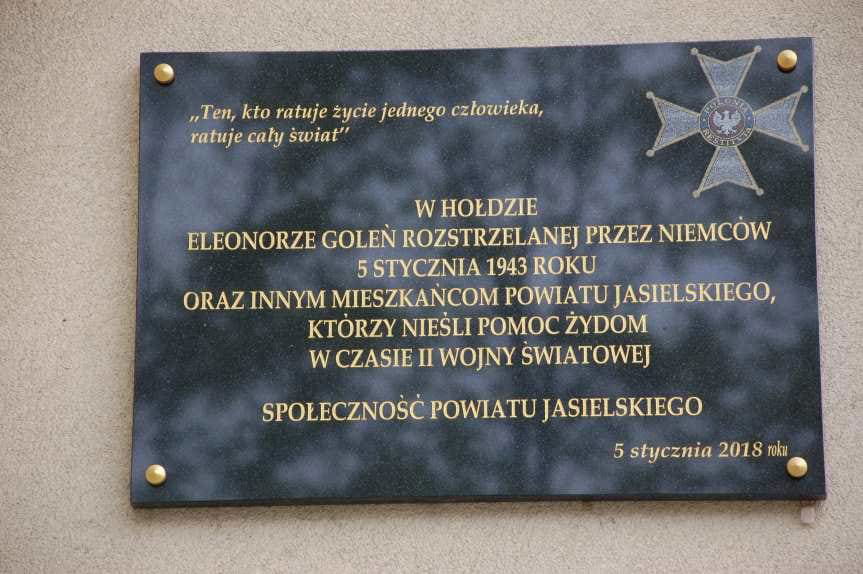 „Ten, kto ratuje życie jednego człowieka,
ratuje cały świat"
POLONIA
RESTITUTA
W HOŁDZIE
ELEONORZE GOLEŃ ROZSTRZELANEJ PRZEZ NIEMCÓW
5 STYCZNIA 1943 ROKU
ORAZ INNYM MIESZKAŃCOM POWIATU JASIELSKIEGO,
KTÓRZY NIEŚLI POMOC ŻYDOM
W CZASIE II WOJNY ŚWIATOWEJ
SPOŁECZNOŚĆ POWIATU JASIELSKIEGO
5 stycznia 2018 roku